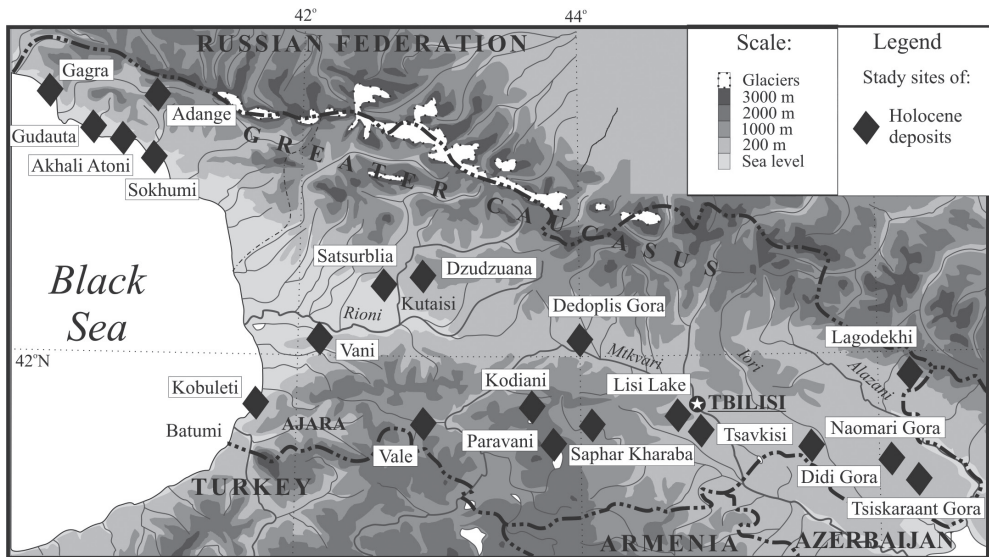 42°
44°
RUSSIAN FEDERATION
Scale:
Glaciers
3000 m
2000 m
1000 m
200 m
Sea level
Legend
Study sites of:
Holocene
deposits
Gagra
Adange
Gudauta
Akhali Atoni
Sokhumi
GREATER CAUCASUS
Black
Sea
Satsurblia
Dzudzuana
Kutaisi
Rioni
Dedoplis Gora
Vani
42°N
Mtkvari
Iori
Alazani
Lagodekhi
Kobuleti
Kodiani
Lisi Lake
TBILISI
Batumi
AJARA
Vale
Paravani
Saphar Kharaba
Tsavkisi
Naomari Gora
Didi Gora
Tsiskaraant Gora
TURKEY
ARMENIA
AZERBAIJAN